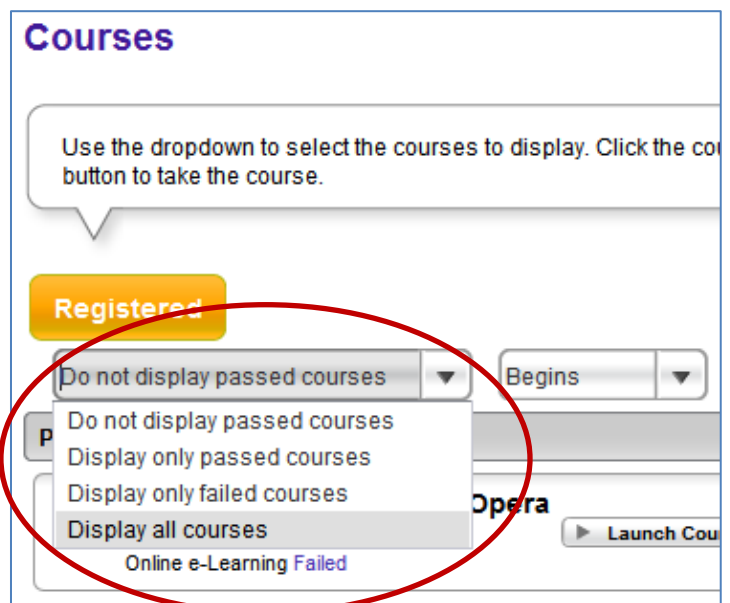 Courses
Use the dropdown to select the courses to display. Click the
button to take the course.
Registered
Do not display passed courses
Begins
Do not display passed courses
Display only passed courses
Display only failed courses
Display all courses
Opera
Launch
Online e-Learning Failed